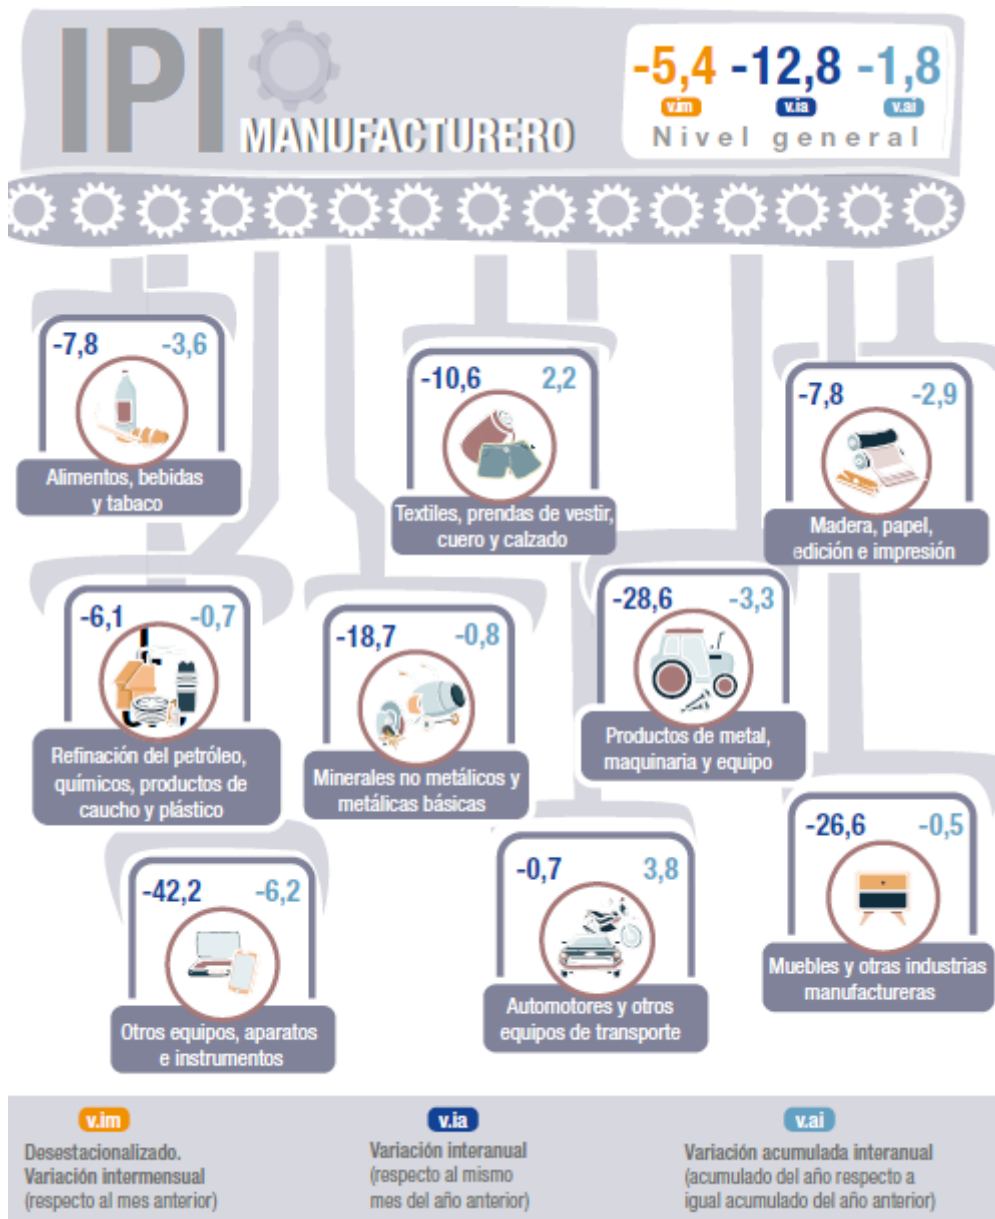 IPI
MANUFACTURERO
-5,4 -12,8 -1,8
v.im v.ia v.ai
Nivel general
-7,8 -3,6
Alimentos, bebidas
y tabaco
-10,6 2,2
Textiles, prendas de vestir,
cuero y calzado
-7,8 -2,9
Madera, papel,
edición e impresión
-6,1 -0,7
Refinación del petróleo,
químicos, productos de
caucho y plástico
-18,7 -0,8
Minerales no metálicos y
metálicas básicas
-28,6 -3,3
Productos de metal,
maquinaria y equipo
-42,2 -6,2
Otros equipos, aparatos
e instrumentos
-0,7 3,8
Automotores y otros
equipos de transporte
-26,6 -0,5
Muebles y otras industrias
manufactureras
v.im
Desestacionalizado.
Variación intermensual
(respecto al mes anterior)
v.ia
Variación interanual
(respecto al mismo
mes del año anterior)
v.ai
Variación acumulada interanual
(acumulado del año respecto a
igual acumulado del año anterior)